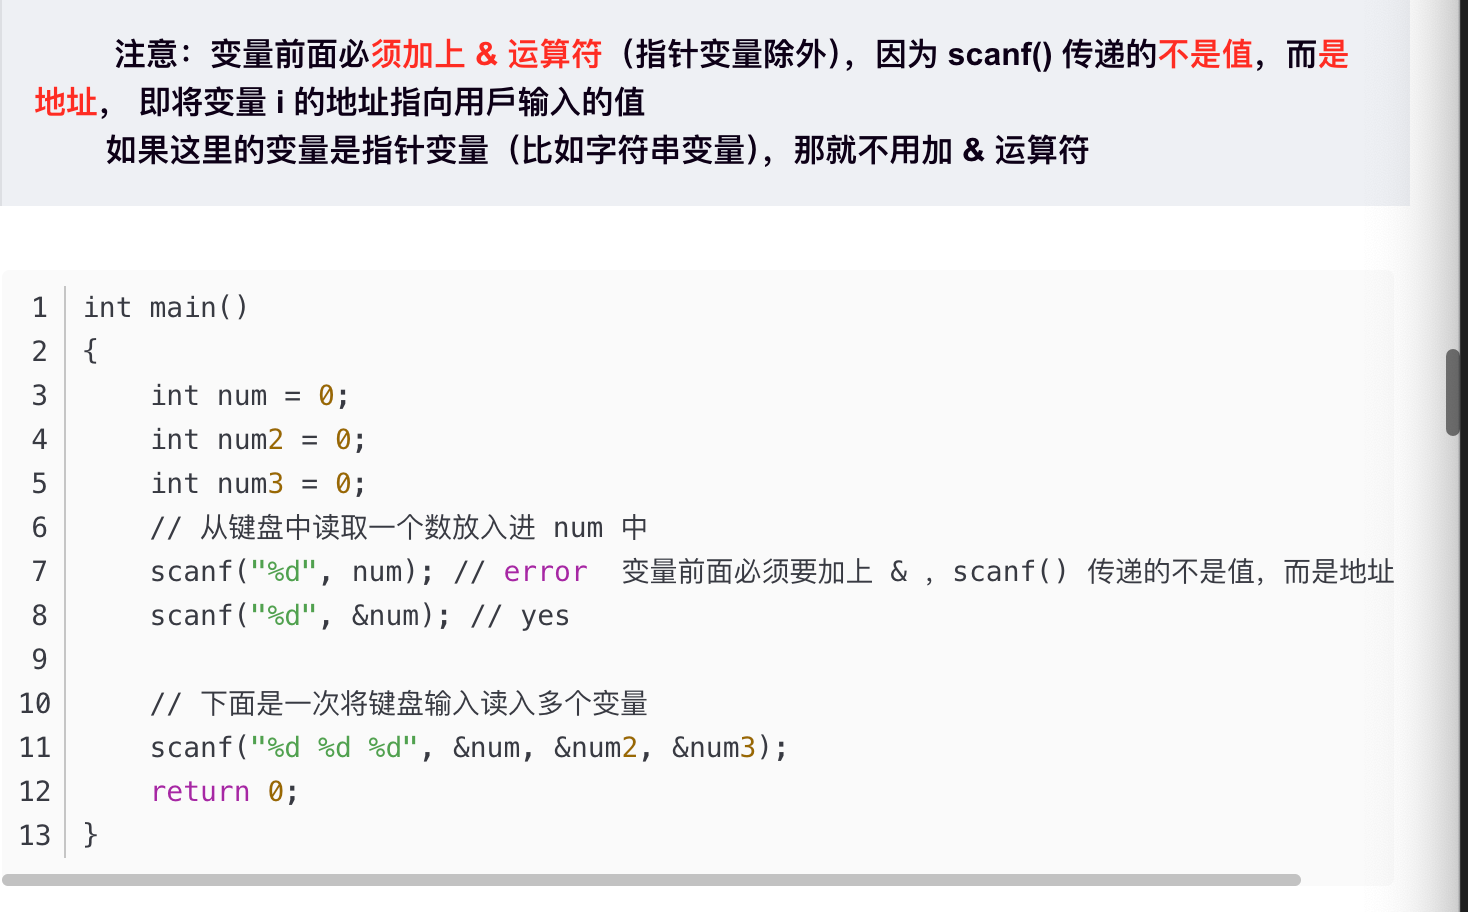 注意：变量前面必须加上 & 运算符（指针变量除外），因为 scanf() 传递的不是值，而是
地址， 即将变量 i 的地址指向用戶输入的值
如果这里的变量是指针变量（比如字符串变量），那就不用加 & 运算符
1 int main()
2 {
3     int num = 0;
4     int num2 = 0;
5     int num3 = 0;
6     // 从键盘中读取一个数放入进 num 中
7     scanf("%d", num); // error  变量前面必须要加上 & ，scanf() 传递的不是值，而是地址
8     scanf("%d", &num); // yes
9
10     // 下面是一次将键盘输入读入多个变量
11     scanf("%d %d %d", &num, &num2, &num3);
12     return 0;
13 }